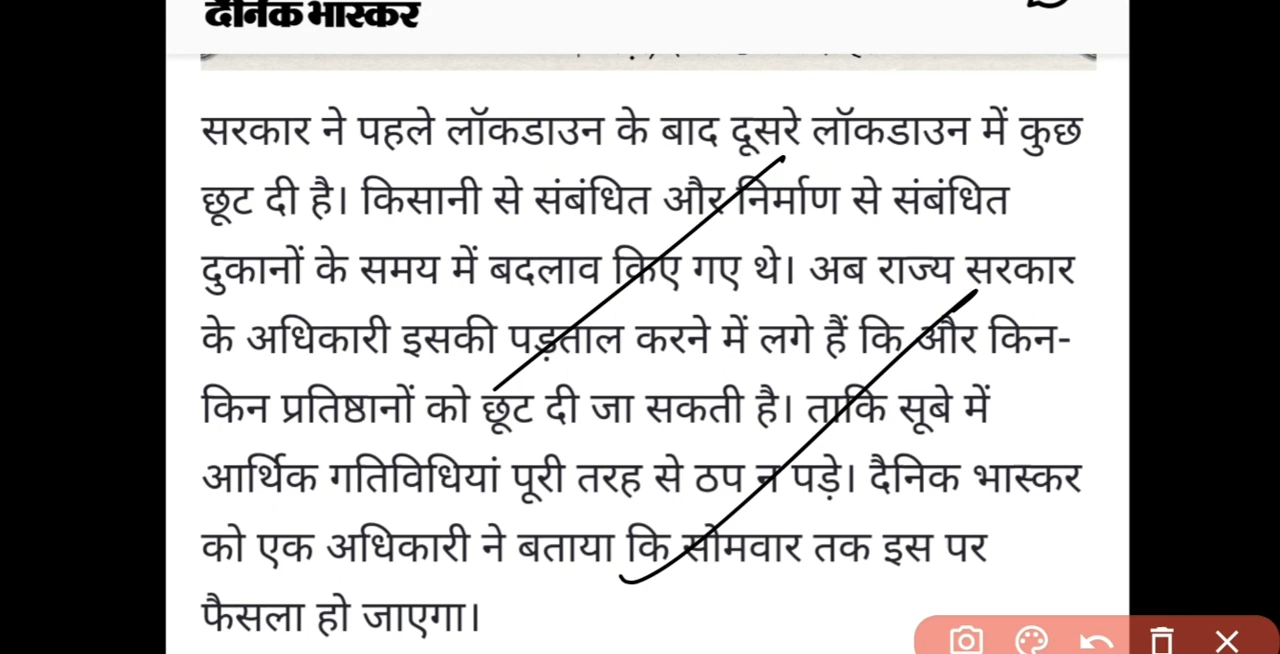 दैनिक भास्कर
सरकार ने पहले लॉकडाउन के बाद दूसरे लॉकडाउन में कुछ
छूट दी है। किसानी से संबंधित और निर्माण से संबंधित
दुकानों के समय में बदलाव किए गए थे। अब राज्य सरकार
के अधिकारी इसकी पड़ताल करने में लगे हैं कि और किन-
किन प्रतिष्ठानों को छूट दी जा सकती है। ताकि सूबे में
आर्थिक गतिविधियां पूरी तरह से ठप न पड़े। दैनिक भास्कर
को एक अधिकारी ने बताया कि सोमवार तक इस पर
फैसला हो जाएगा।